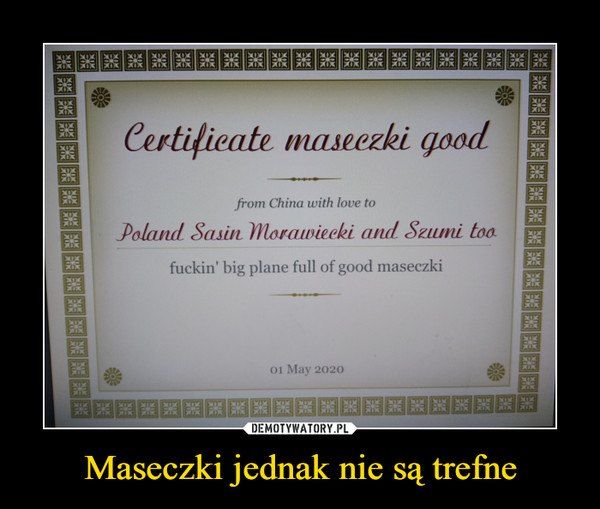 Certificate maseczki good
from China with love to
Poland Sasin Morawiecki and Szumi too
fuckin' big plane full of good maseczki
01 May 2020
DEMOTYWATORY.PL
Maseczki jednak nie są trefne